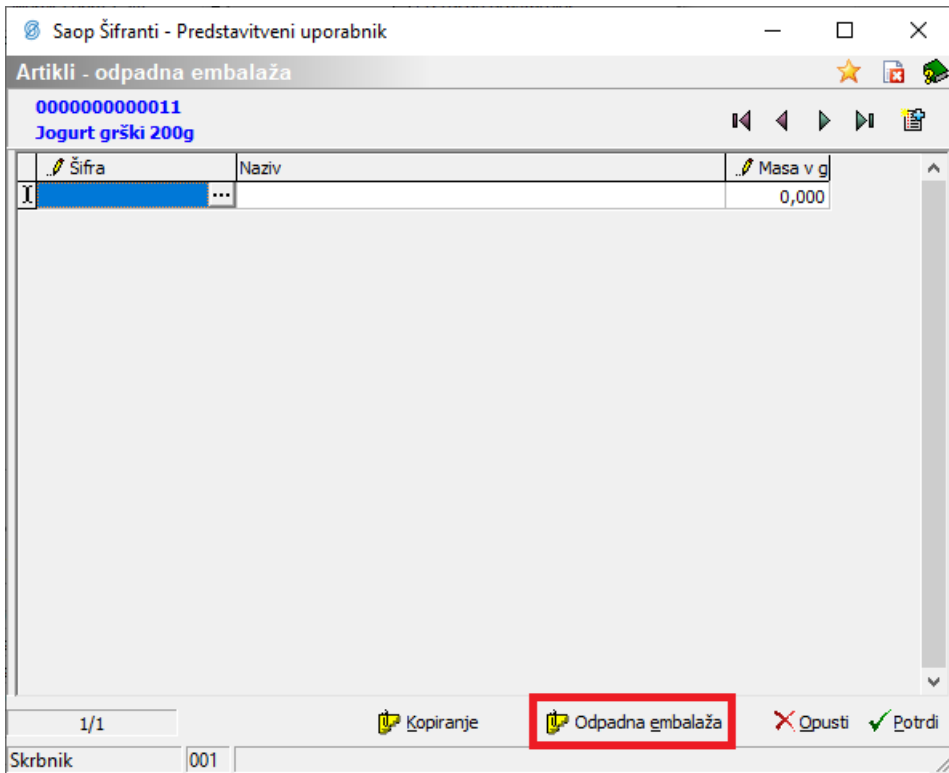 Saop Šifranti - Predstavitveni uporabnik
Artikli - odpadna embalaža
0000000000011
Jogurt grški 200g
Šifra Naziv Masa v g
... 0,000
1/1 Kopiranje Odpadna embalaža Opusti Potrdi
Skrbnik 001